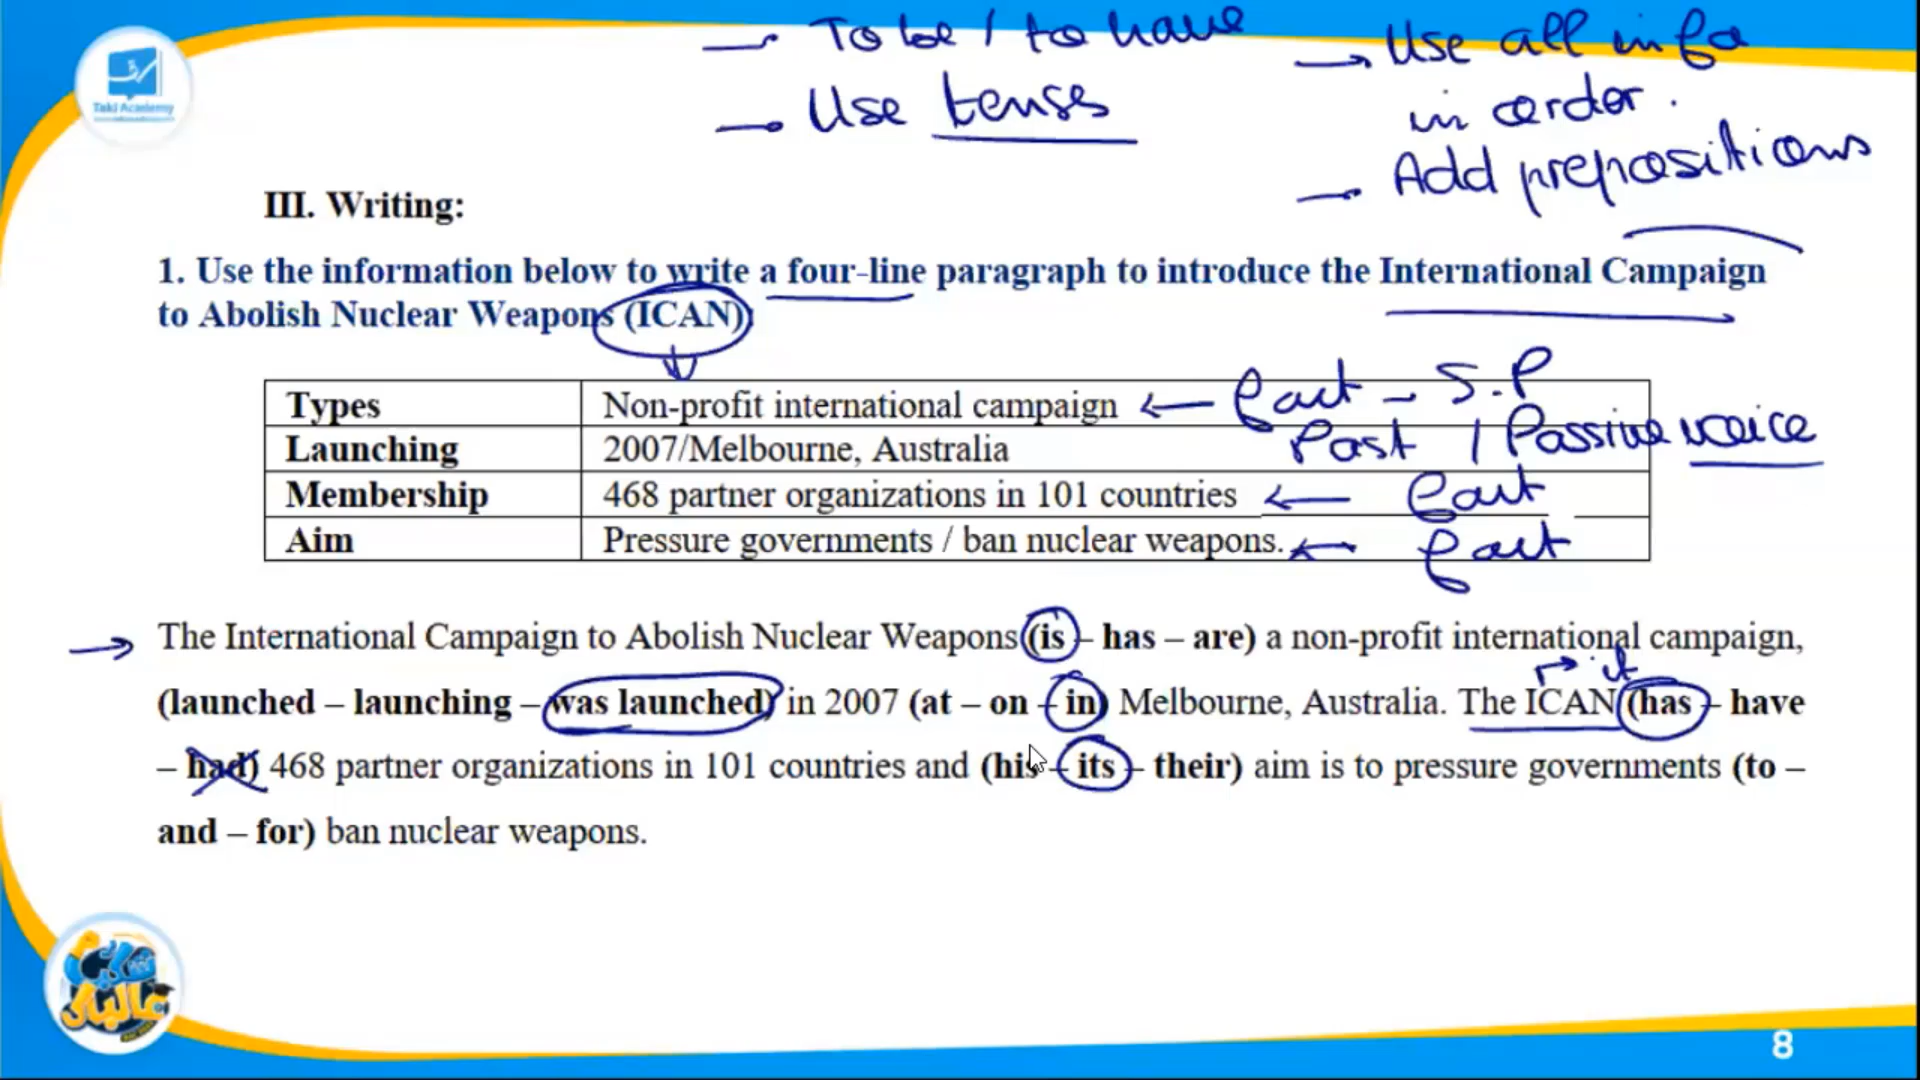 To be / to have
Use tenses
Use all info
in order.
Add prepositions
Taki Academy
III. Writing:
1. Use the information below to write a four-line paragraph to introduce the International Campaign
to Abolish Nuclear Weapons (ICAN)
Types Non-profit international campaign ← fact - S.P
Launching 2007/Melbourne, Australia Past / Passive voice
Membership 468 partner organizations in 101 countries ← fact
Aim Pressure governments / ban nuclear weapons. ← fact
→ The International Campaign to Abolish Nuclear Weapons (is – has – are) a non-profit international campaign,
it
(launched – launching – was launched) in 2007 (at – on – in) Melbourne, Australia. The ICAN (has – have
– had) 468 partner organizations in 101 countries and (his – its – their) aim is to pressure governments (to –
and – for) ban nuclear weapons.
8